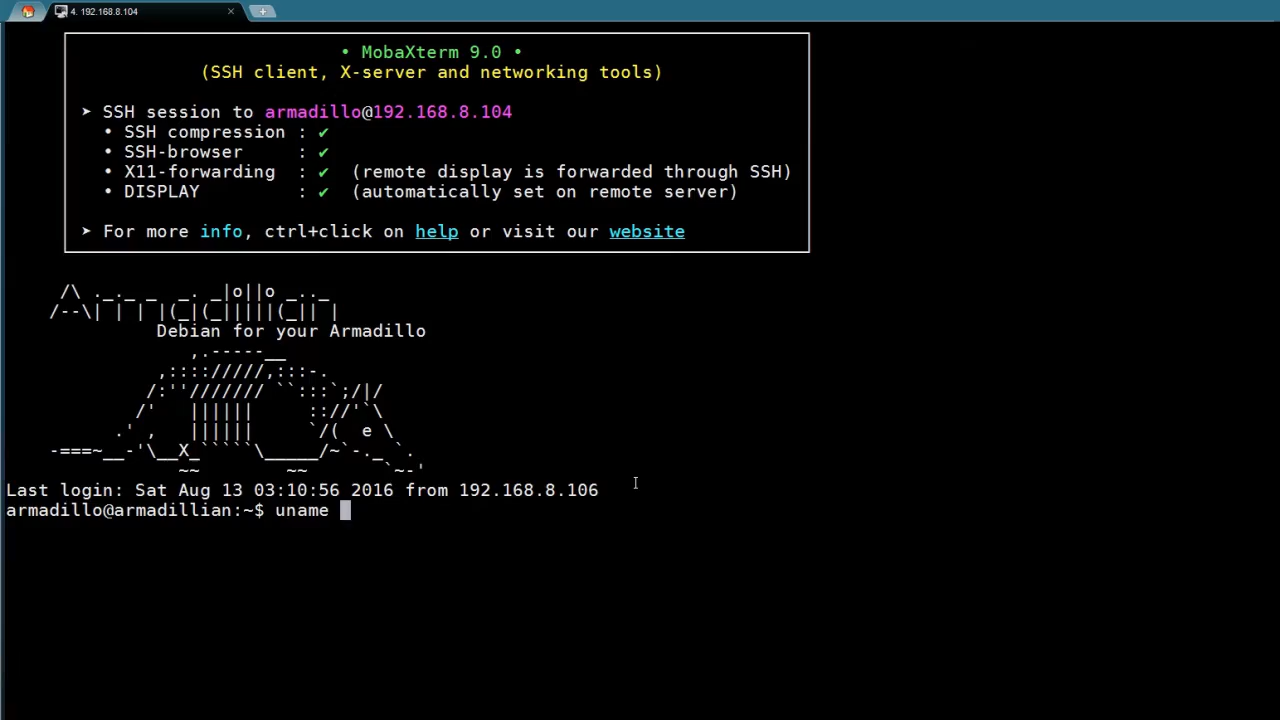 4. 192.168.8.104
• MobaXterm 9.0 •
(SSH client, X-server and networking tools)
➤ SSH session to armadillo@192.168.8.104
• SSH compression : ✔
• SSH-browser     : ✔
• X11-forwarding  : ✔  (remote display is forwarded through SSH)
• DISPLAY         : ✔  (automatically set on remote server)
➤ For more info, ctrl+click on help or visit our website
Armadillian
Debian for your Armadillo
Last login: Sat Aug 13 03:10:56 2016 from 192.168.8.106
armadillo@armadillian:~$ uname